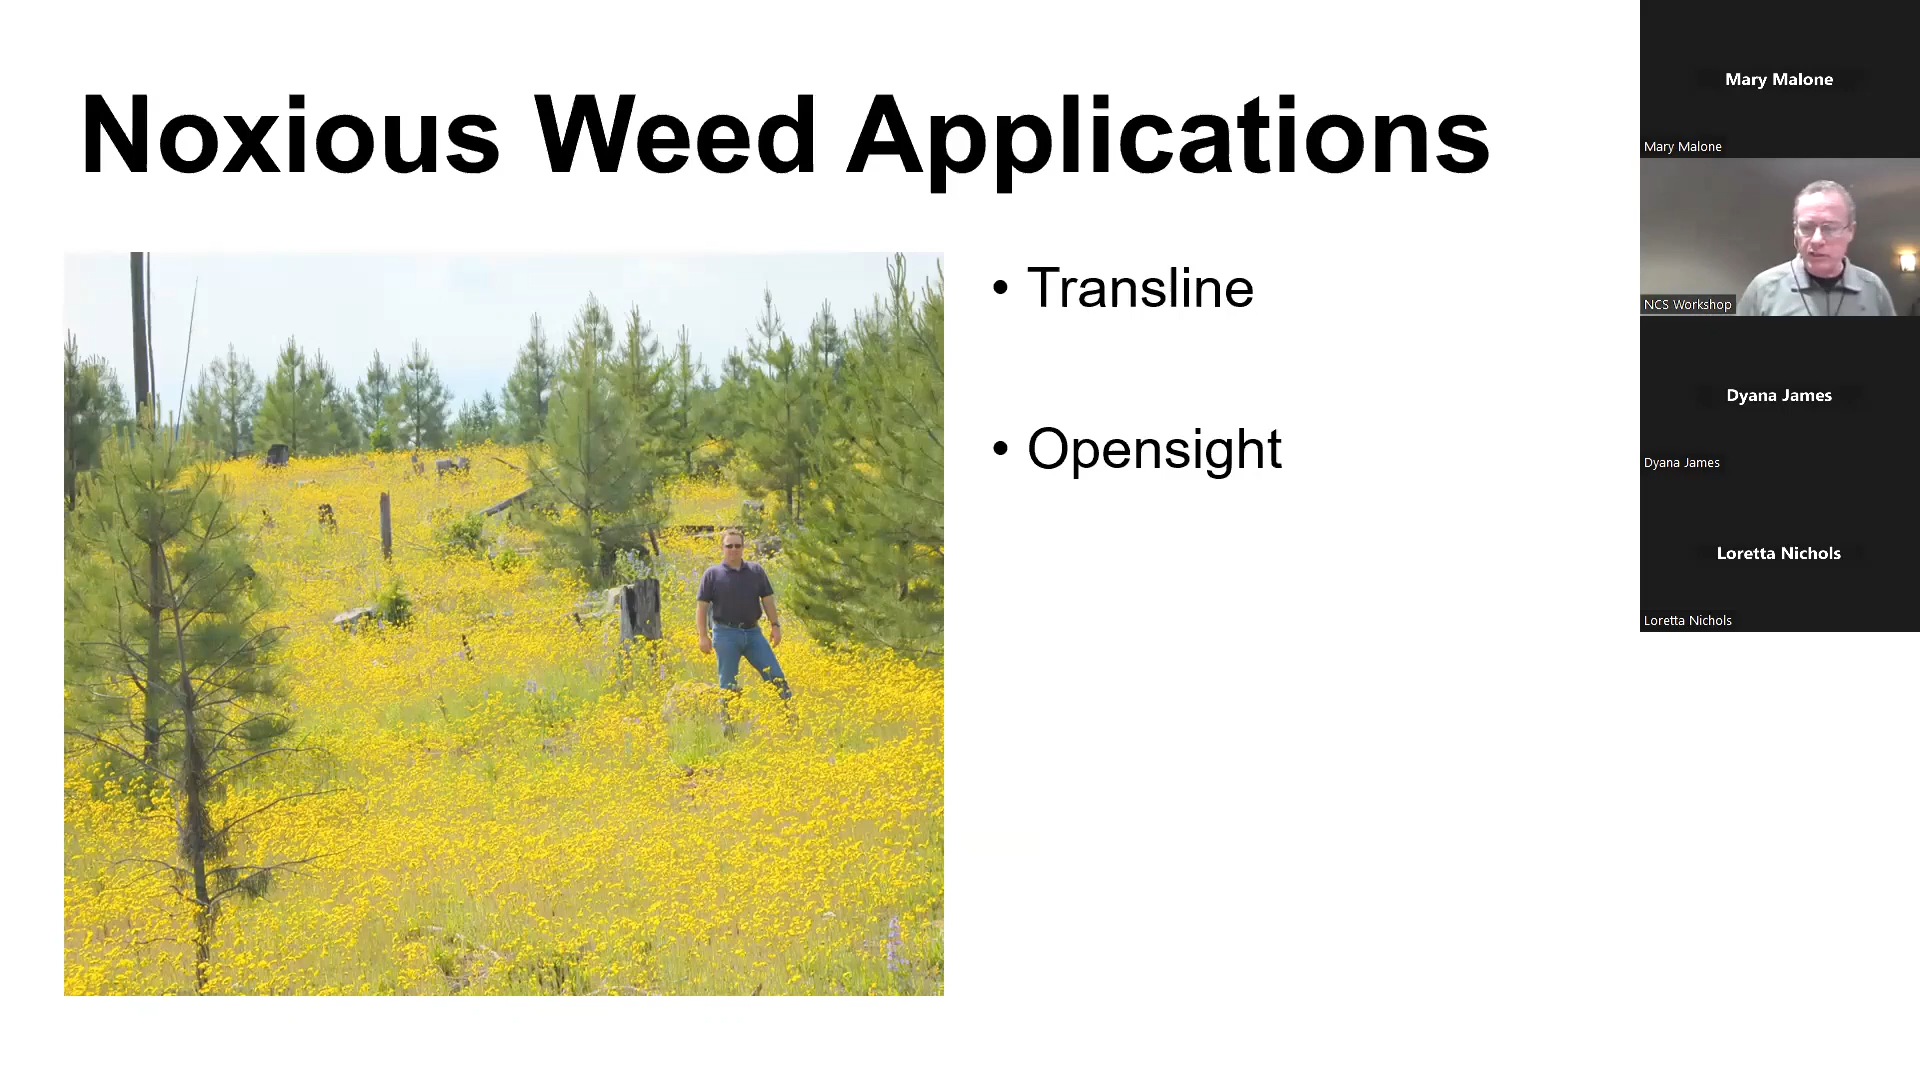 Noxious Weed Applications
• Transline
• Opensight
Mary Malone
Mary Malone
NCS Workshop
Dyana James
Dyana James
Loretta Nichols
Loretta Nichols